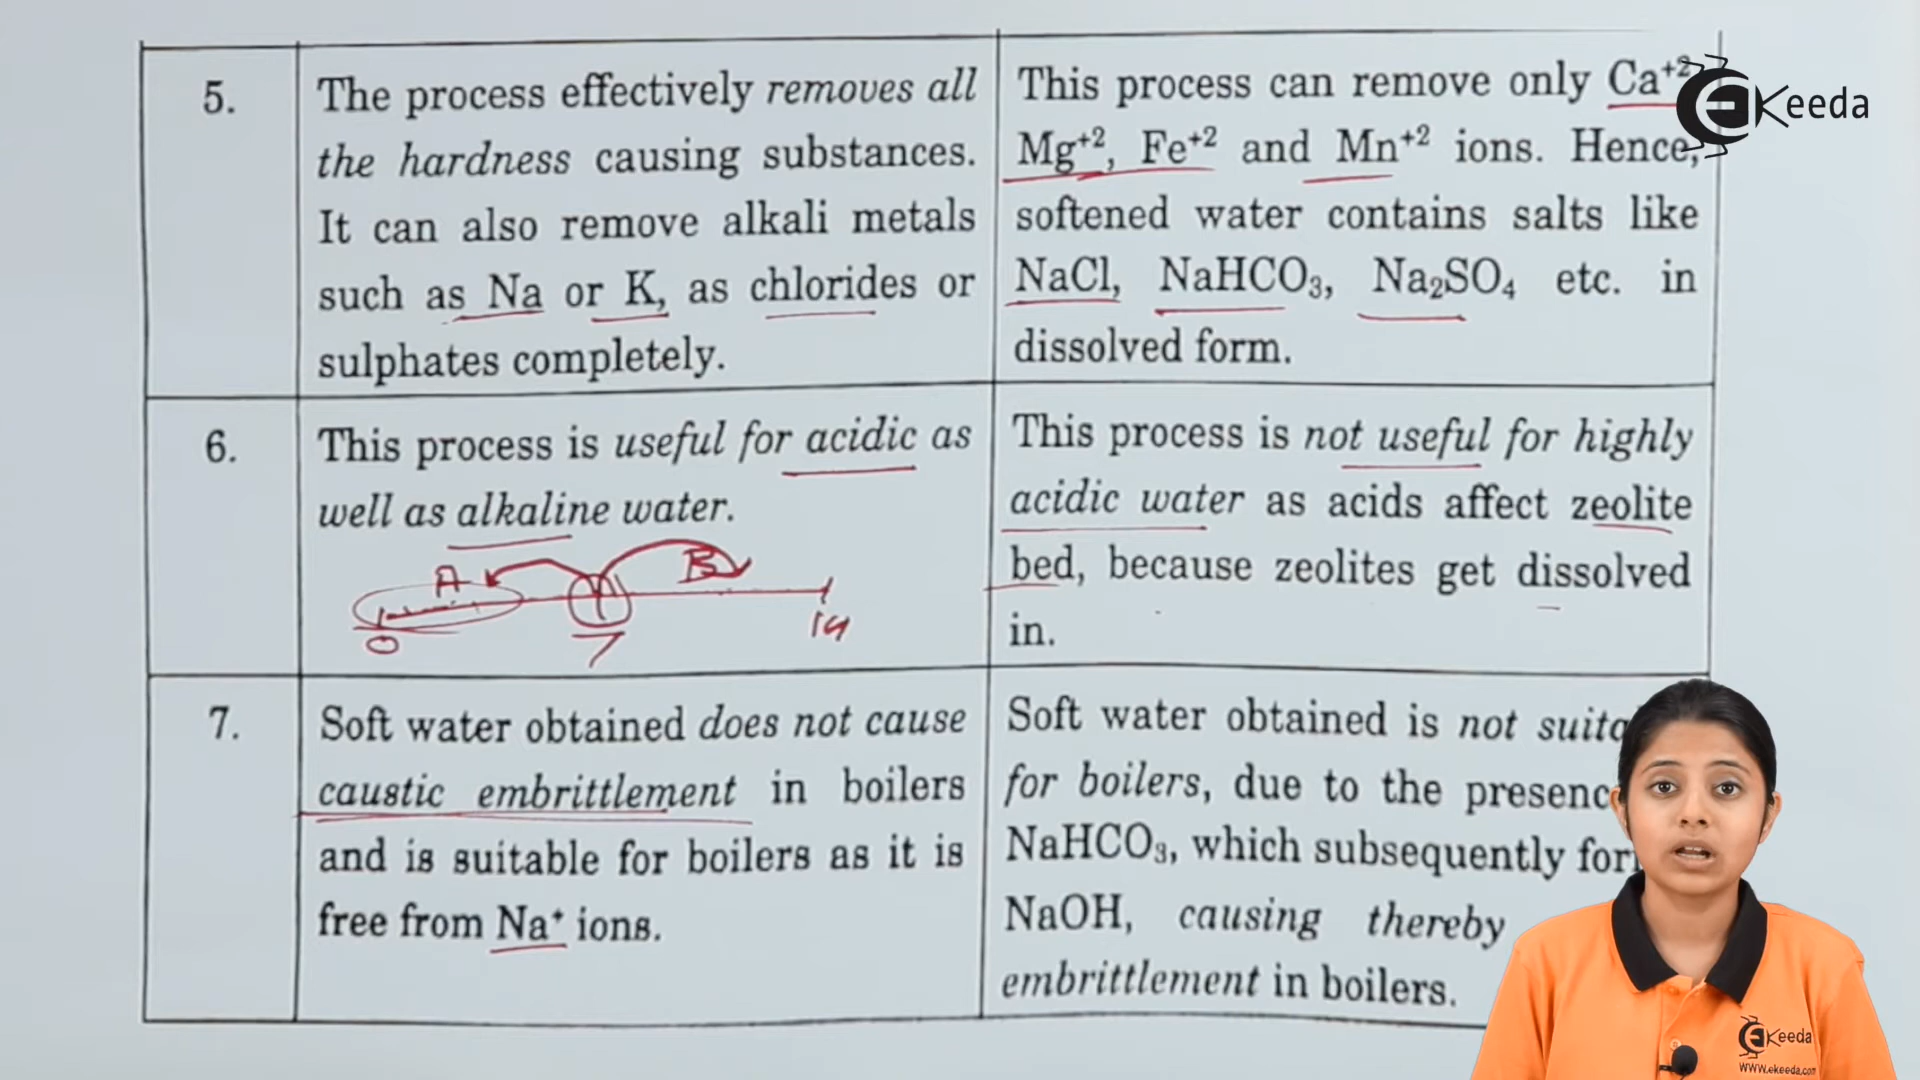 5.
The process effectively removes all
the hardness causing substances.
It can also remove alkali metals
such as Na or K, as chlorides or
sulphates completely.
This process can remove only Ca+2
Mg+2, Fe+2 and Mn+2 ions. Hence,
softened water contains salts like
NaCl, NaHCO3, Na2SO4 etc. in
dissolved form.
6.
This process is useful for acidic as
well as alkaline water.
A B
0 7 14
This process is not useful for highly
acidic water as acids affect zeolite
bed, because zeolites get dissolved
in.
7.
Soft water obtained does not cause
caustic embrittlement in boilers
and is suitable for boilers as it is
free from Na+ ions.
Soft water obtained is not
for boilers, due to the
NaHCO3, which subsequently
NaOH, causing thereby
embrittlement in boilers.
eKeeda
eKeeda
www.ekeeda.com